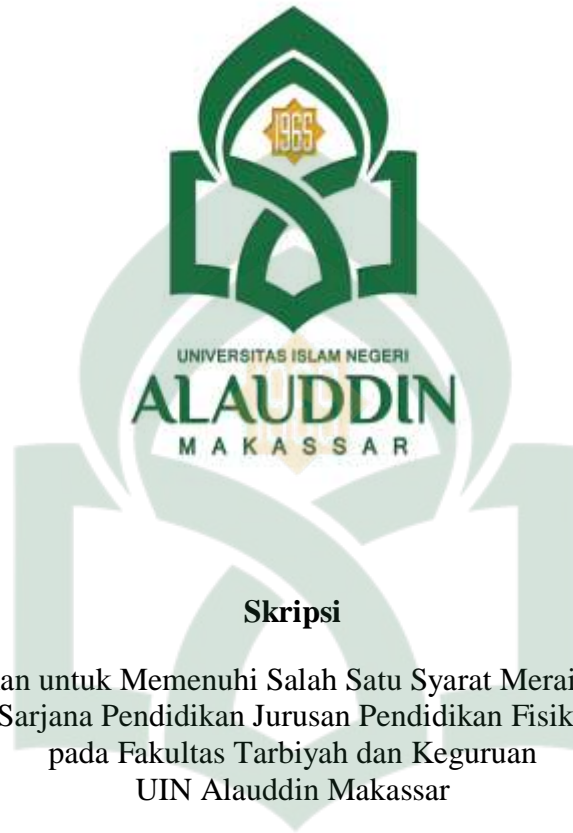 1965
UNIVERSITAS ISLAM NEGERI
ALAUDDIN
MAKASSAR
Skripsi
an untuk Memenuhi Salah Satu Syarat Merai
Sarjana Pendidikan Jurusan Pendidikan Fisik
pada Fakultas Tarbiyah dan Keguruan
UIN Alauddin Makassar